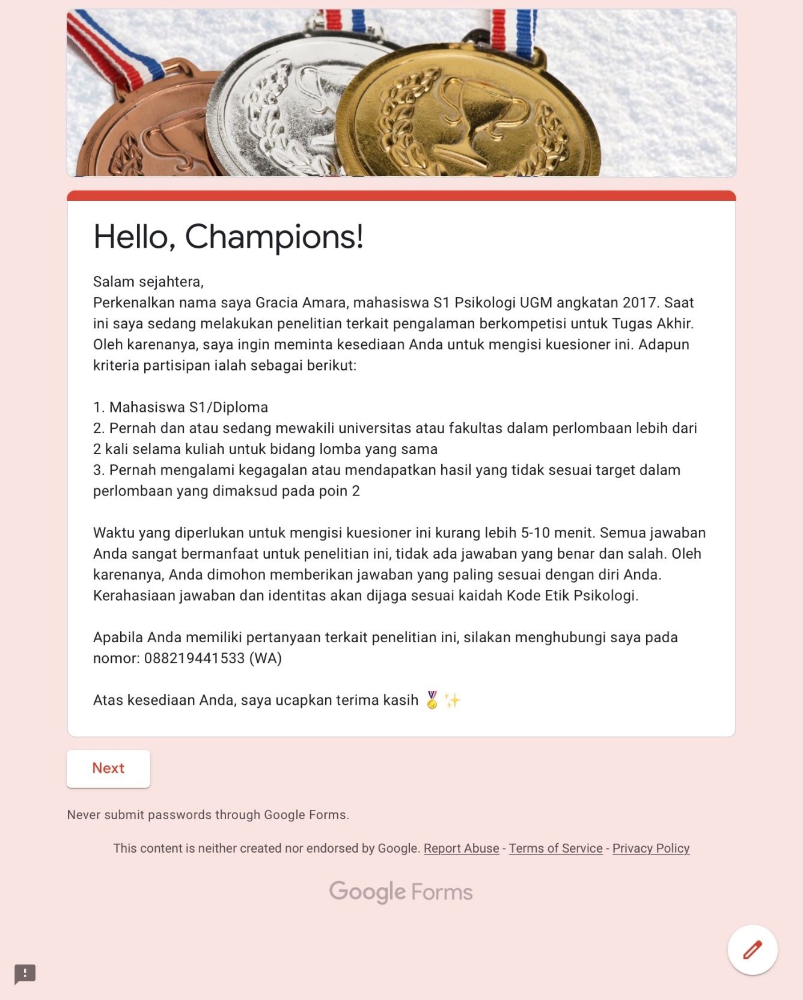 Hello, Champions!
Salam sejahtera,
Perkenalkan nama saya Gracia Amara, mahasiswa S1 Psikologi UGM angkatan 2017. Saat
ini saya sedang melakukan penelitian terkait pengalaman berkompetisi untuk Tugas Akhir.
Oleh karenanya, saya ingin meminta kesediaan Anda untuk mengisi kuesioner ini. Adapun
kriteria partisipan ialah sebagai berikut:
1. Mahasiswa S1/Diploma
2. Pernah dan atau sedang mewakili universitas atau fakultas dalam perlombaan lebih dari
2 kali selama kuliah untuk bidang lomba yang sama
3. Pernah mengalami kegagalan atau mendapatkan hasil yang tidak sesuai target dalam
perlombaan yang dimaksud pada poin 2
Waktu yang diperlukan untuk mengisi kuesioner ini kurang lebih 5-10 menit. Semua jawaban
Anda sangat bermanfaat untuk penelitian ini, tidak ada jawaban yang benar dan salah. Oleh
karenanya, Anda dimohon memberikan jawaban yang paling sesuai dengan diri Anda.
Kerahasiaan jawaban dan identitas akan dijaga sesuai kaidah Kode Etik Psikologi.
Apabila Anda memiliki pertanyaan terkait penelitian ini, silakan menghubungi saya pada
nomor: 088219441533 (WA)
Atas kesediaan Anda, saya ucapkan terima kasih 🏅✨
Next
Never submit passwords through Google Forms.
This content is neither created nor endorsed by Google. Report Abuse - Terms of Service - Privacy Policy
Google Forms